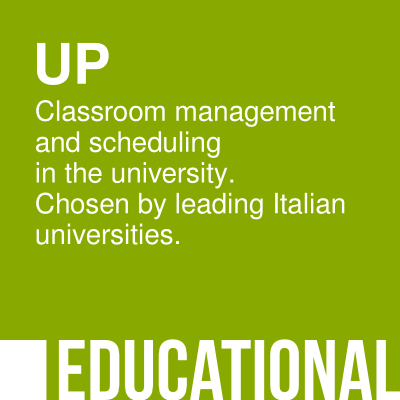 UP
Classroom management
and scheduling
in the university.
Chosen by leading Italian
universities.
EDUCATIONAL